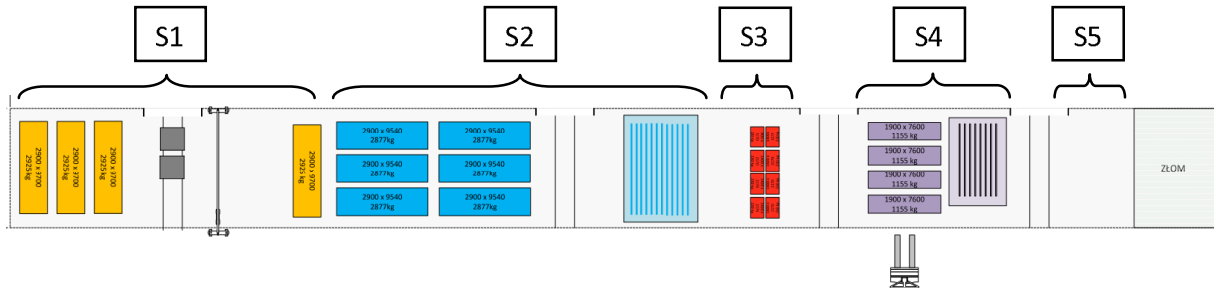 S1
S2
S3
S4
S5
2900 x 9700
2925kg
2900 x 9700
2925kg
2900 x 9700
2925kg
2900 x 9700
2925 kg
2900 x 9540
2877kg
2900 x 9540
2877kg
2900 x 9540
2877kg
2900 x 9540
2877kg
2900 x 9540
2877kg
2900 x 9540
2877kg
1900 x 7600
1155 kg
1900 x 7600
1155 kg
1900 x 7600
1155 kg
1900 x 7600
1155 kg
ZŁOM